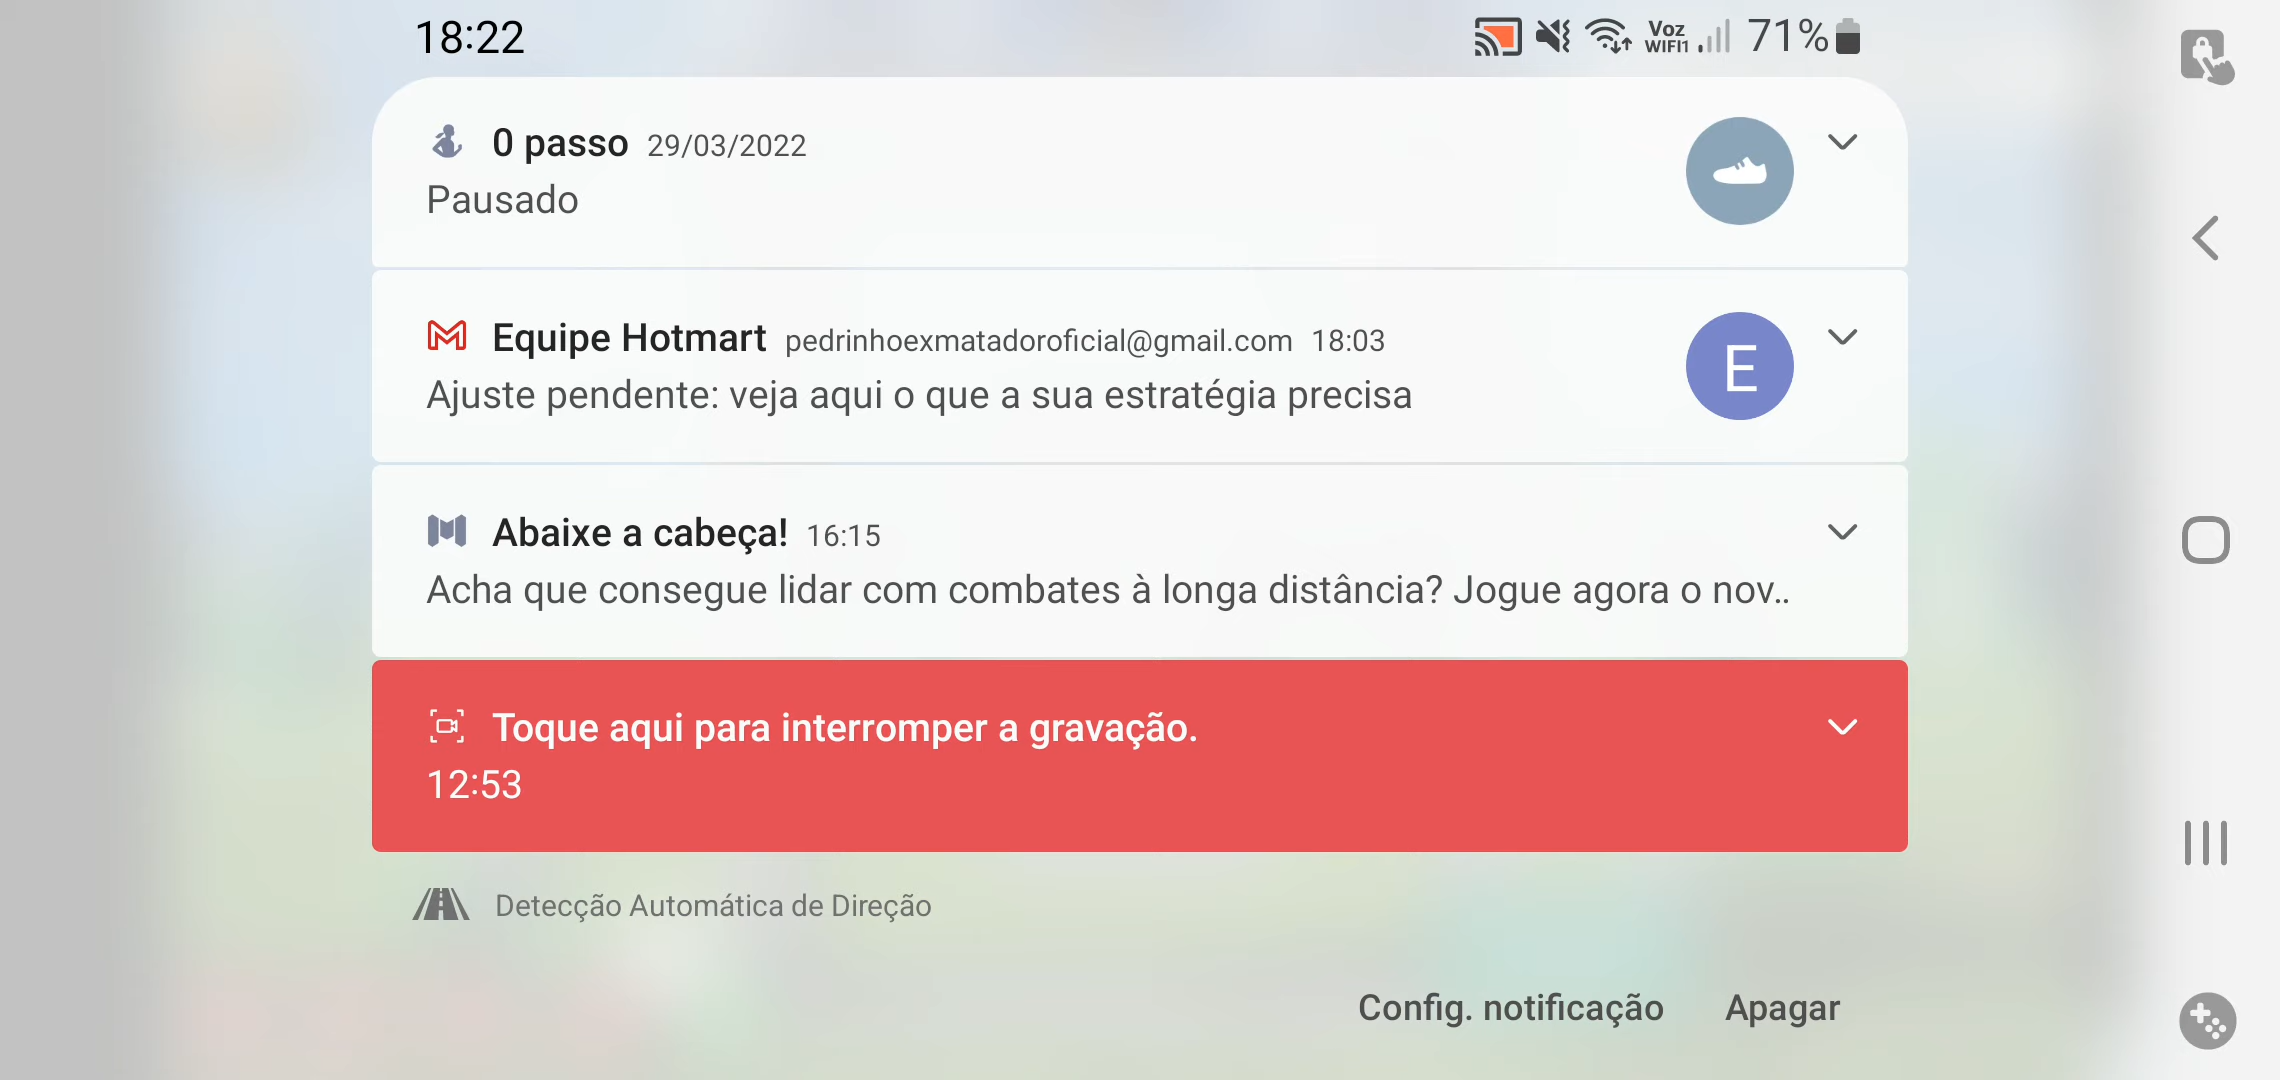 18:22
Voz
WIFI1
71%
0 passo 29/03/2022
Pausado
Equipe Hotmart pedrinhoexmatadoroficial@gmail.com 18:03
Ajuste pendente: veja aqui o que a sua estratégia precisa
E
Abaixe a cabeça! 16:15
Acha que consegue lidar com combates à longa distância? Jogue agora o nov..
Toque aqui para interromper a gravação.
12:53
Detecção Automática de Direção
Config. notificação Apagar